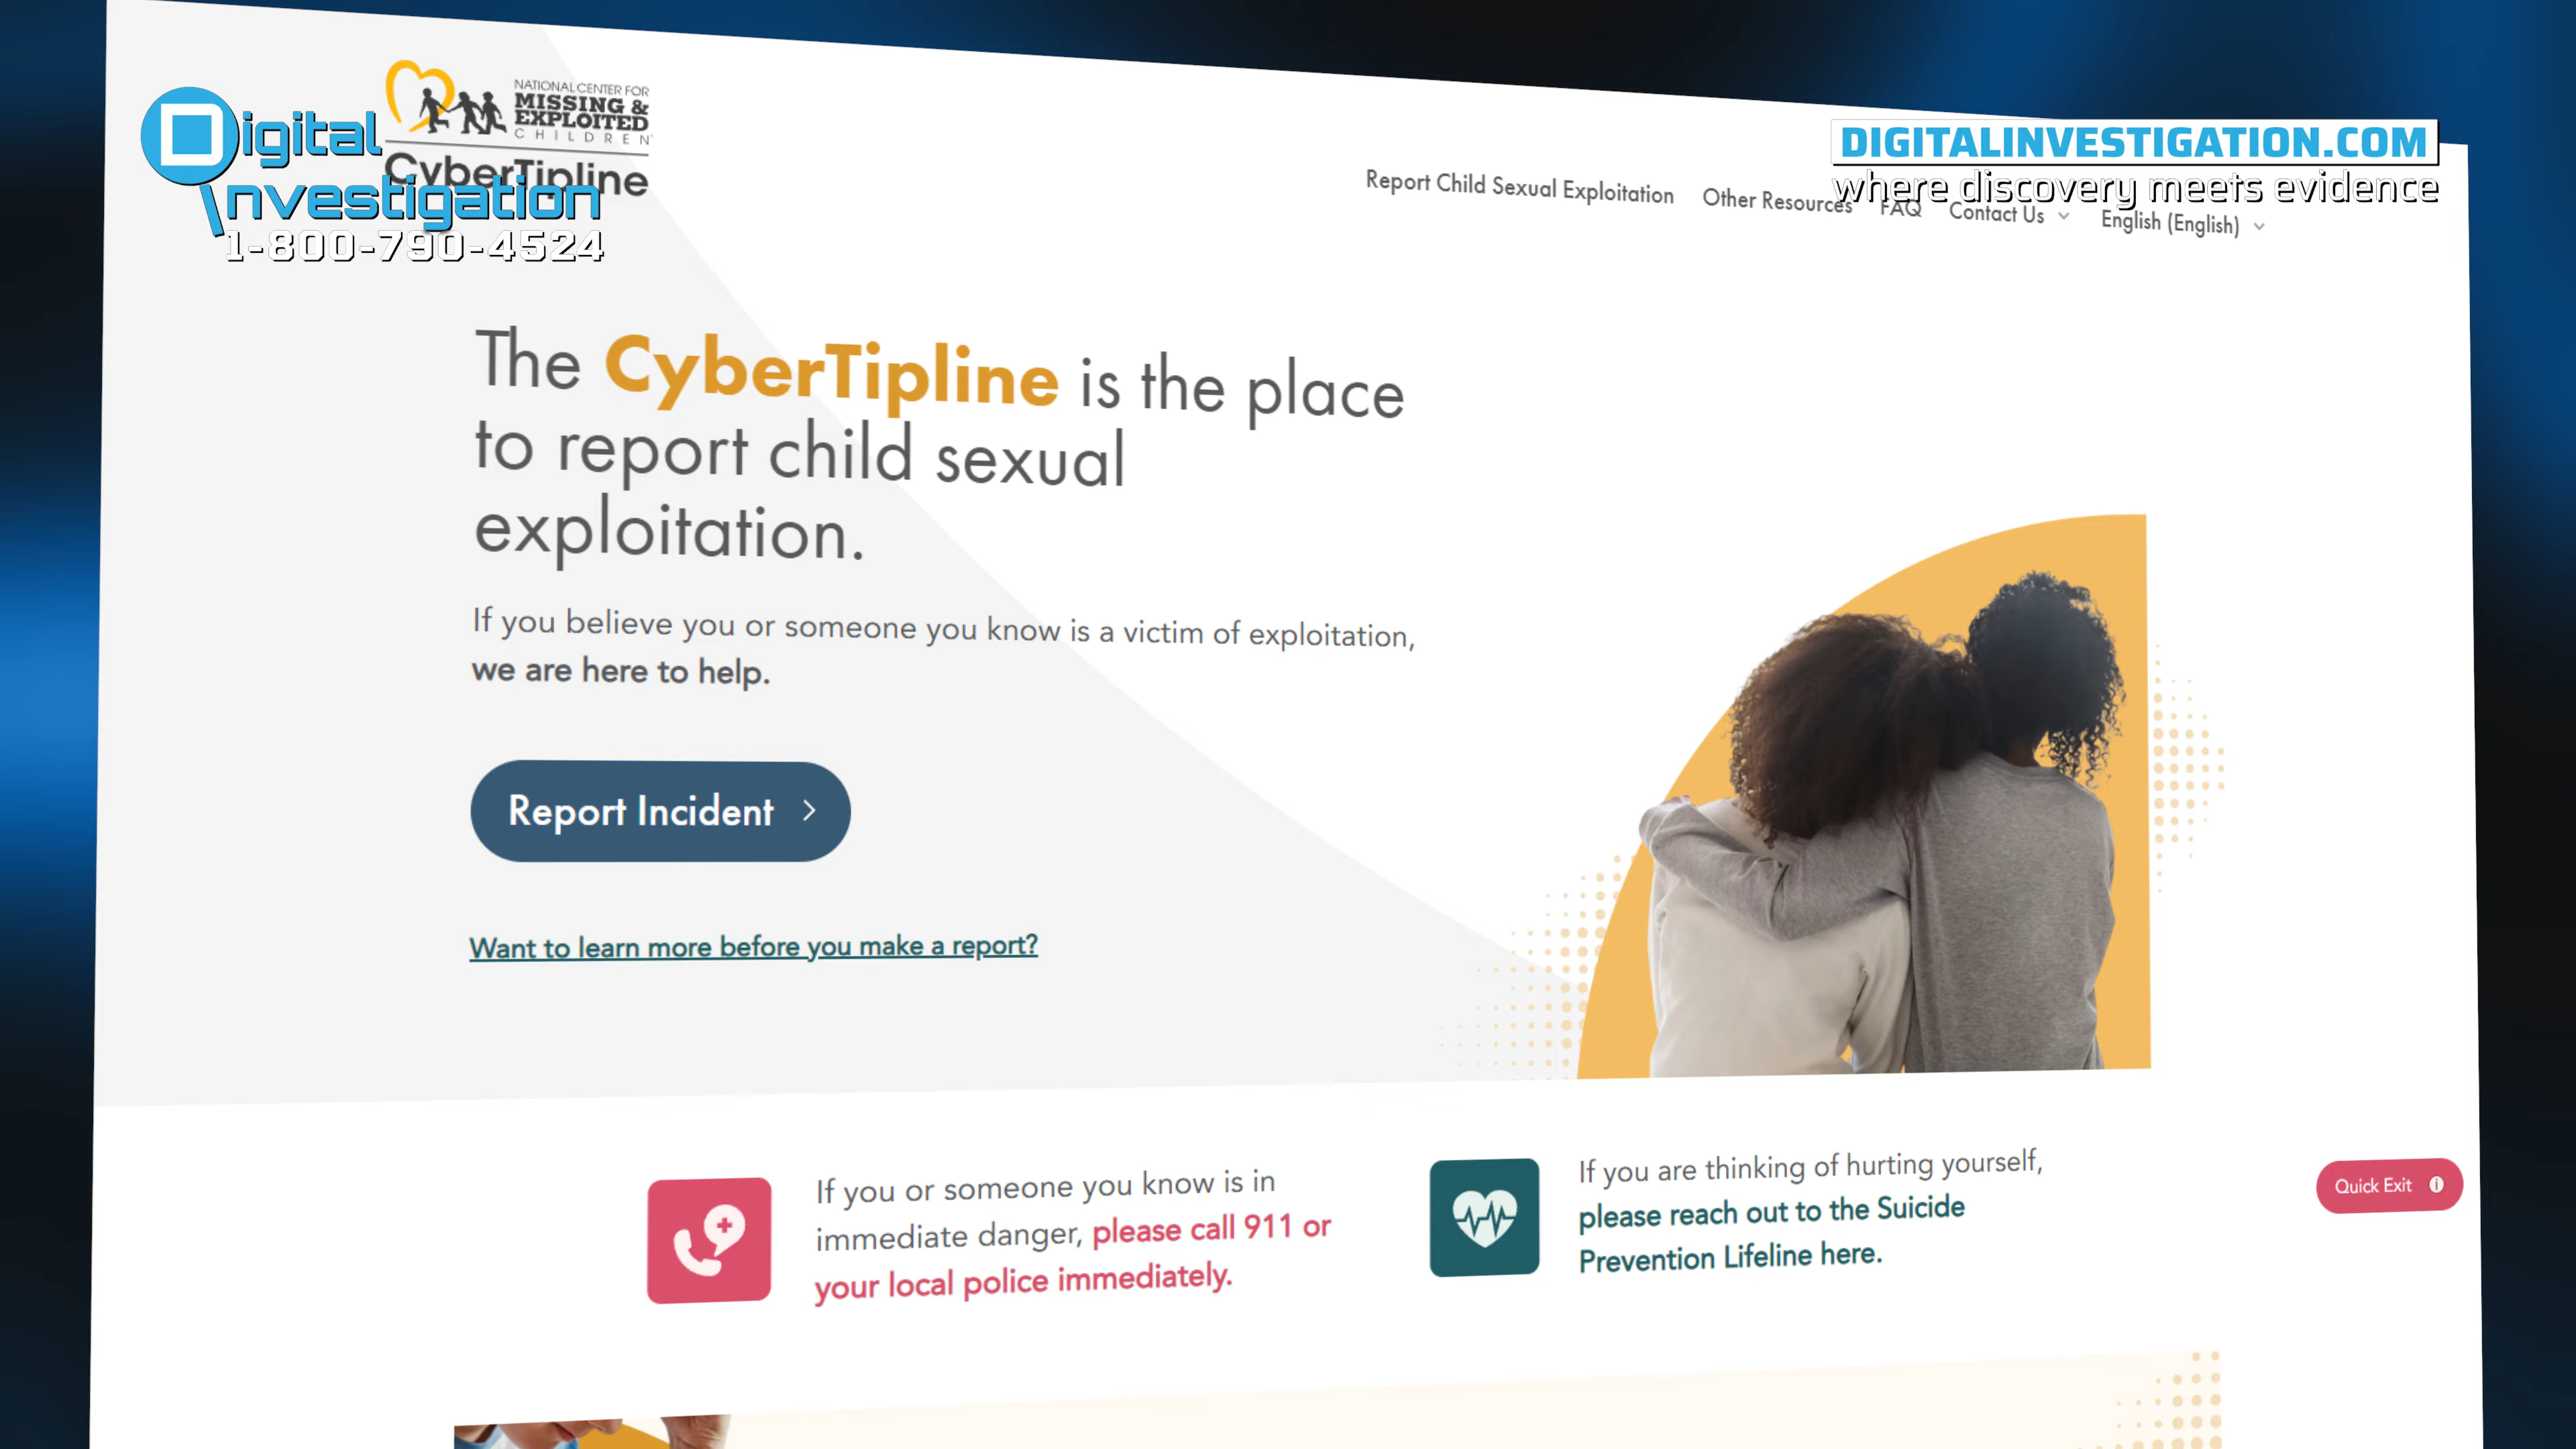 NATIONAL CENTER FOR
MISSING &
EXPLOITED
CHILDREN
CyberTipline
Digital
Investigation
1-800-790-4524
DIGITALINVESTIGATION.COM
where discovery meets evidence
Report Child Sexual Exploitation Other Resources FAQ Contact Us English (English)
The CyberTipline is the place
to report child sexual
exploitation.
If you believe you or someone you know is a victim of exploitation,
we are here to help.
Report Incident
Want to learn more before you make a report?
If you or someone you know is in
immediate danger, please call 911 or
your local police immediately.
If you are thinking of hurting yourself,
please reach out to the Suicide
Prevention Lifeline here.
Quick Exit